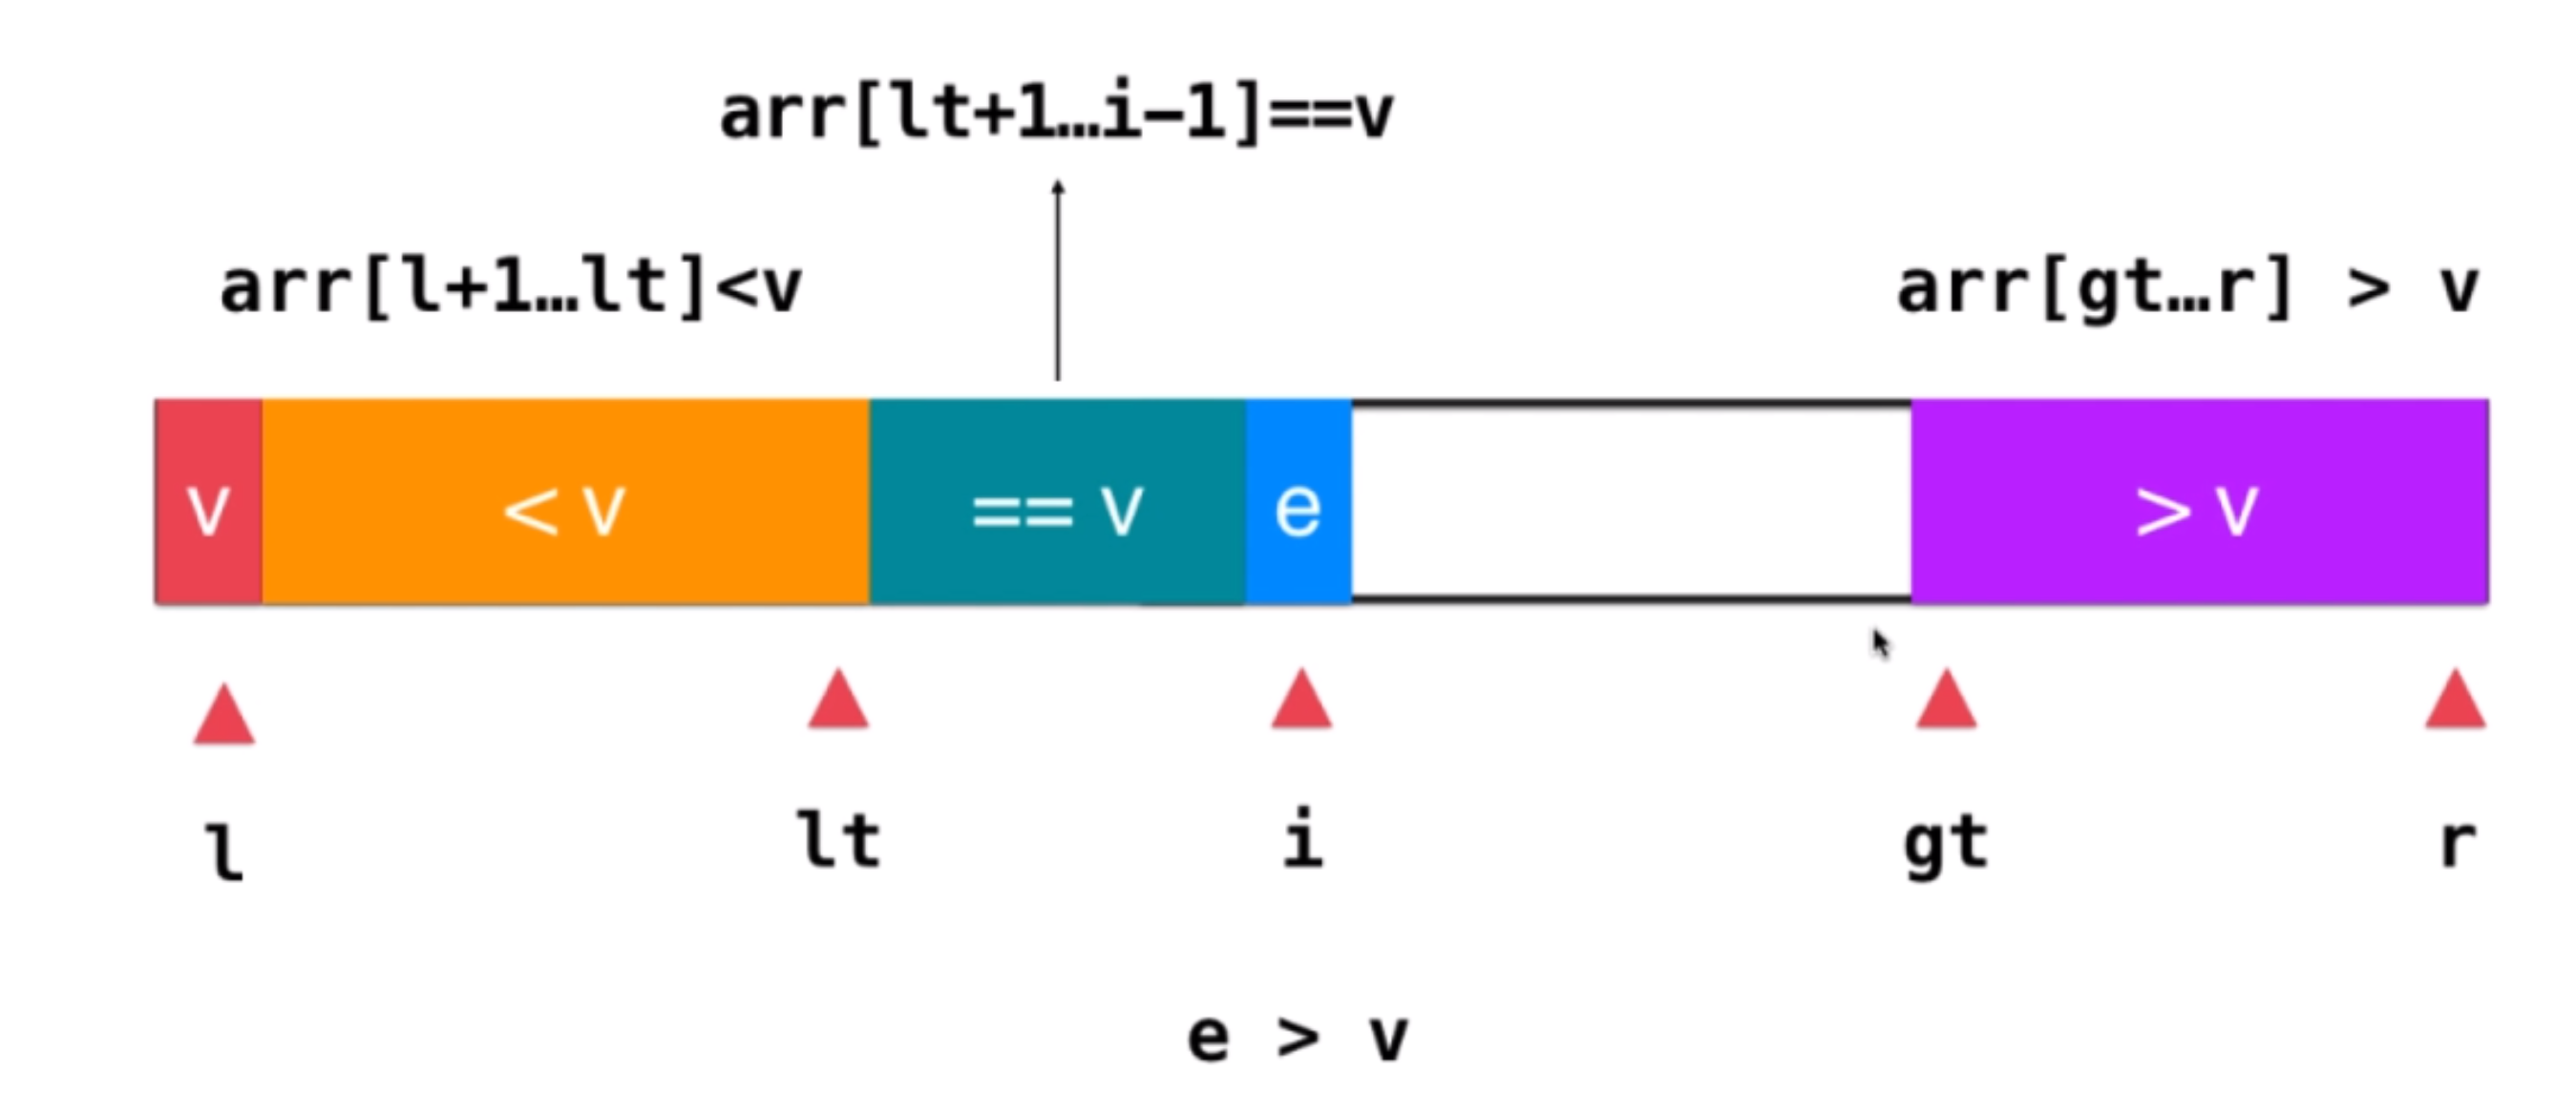 arr[lt+1…i–1]==v
arr[l+1…lt]<v
arr[gt…r] > v
v
< v
== v
e
> v
l
lt
i
gt
r
e > v